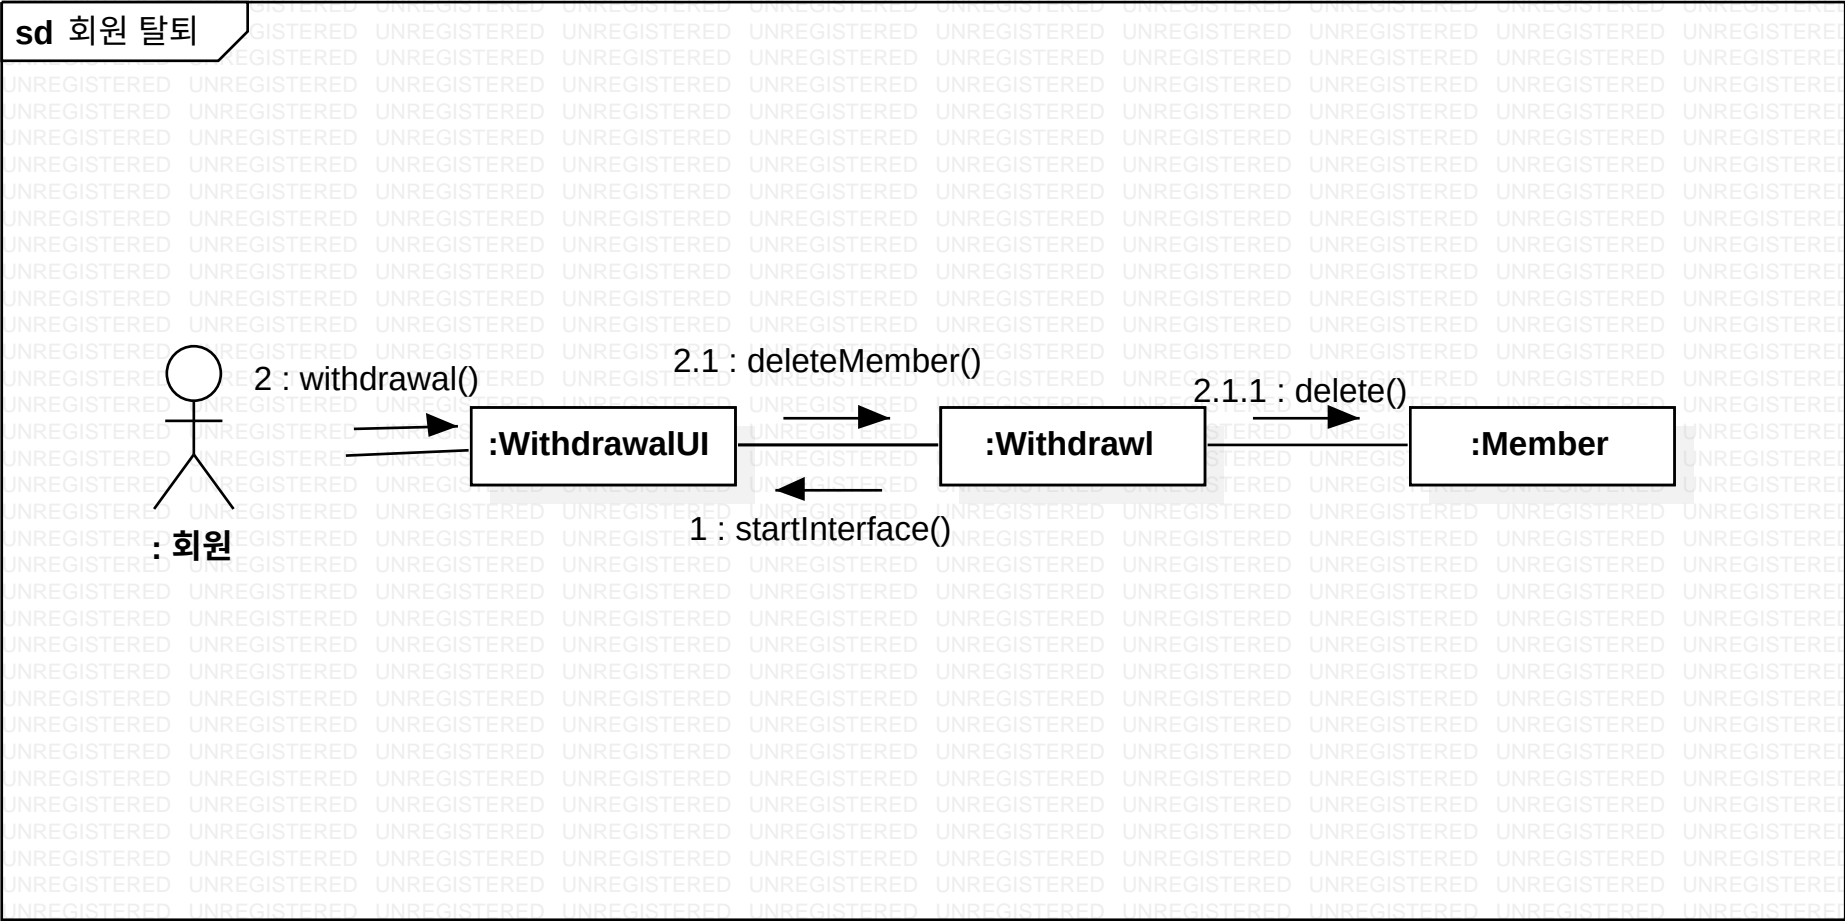 sd 회원 탈퇴
2.1 : deleteMember()
2 : withdrawal()
2.1.1 : delete()
:WithdrawalUI
:Withdrawl
:Member
1 : startInterface()
: 회원
UNREGISTERED